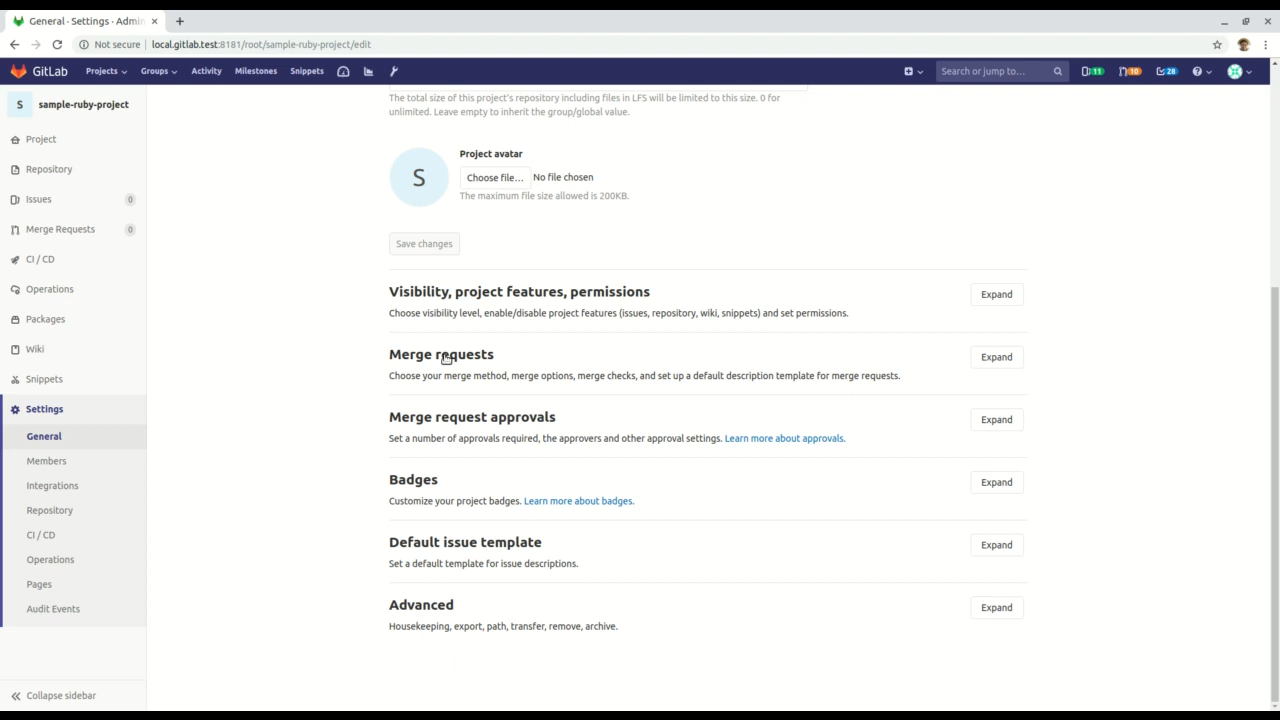 General · Settings · Admin
Not secure
local.gitlab.test:8181/root/sample-ruby-project/edit
GitLab
Projects
Groups
Activity
Milestones
Snippets
Search or jump to...
11
10
28
S
sample-ruby-project
Project
Repository
Issues
0
Merge Requests
0
CI / CD
Operations
Packages
Wiki
Snippets
Settings
General
Members
Integrations
Repository
CI / CD
Operations
Pages
Audit Events
Collapse sidebar
The total size of this project's repository including files in LFS will be limited to this size. 0 for
unlimited. Leave empty to inherit the group/global value.
S
Project avatar
Choose file... No file chosen
The maximum file size allowed is 200KB.
Save changes
Visibility, project features, permissions
Expand
Choose visibility level, enable/disable project features (issues, repository, wiki, snippets) and set permissions.
Merge requests
Expand
Choose your merge method, merge options, merge checks, and set up a default description template for merge requests.
Merge request approvals
Expand
Set a number of approvals required, the approvers and other approval settings. Learn more about approvals.
Badges
Expand
Customize your project badges. Learn more about badges.
Default issue template
Expand
Set a default template for issue descriptions.
Advanced
Expand
Housekeeping, export, path, transfer, remove, archive.